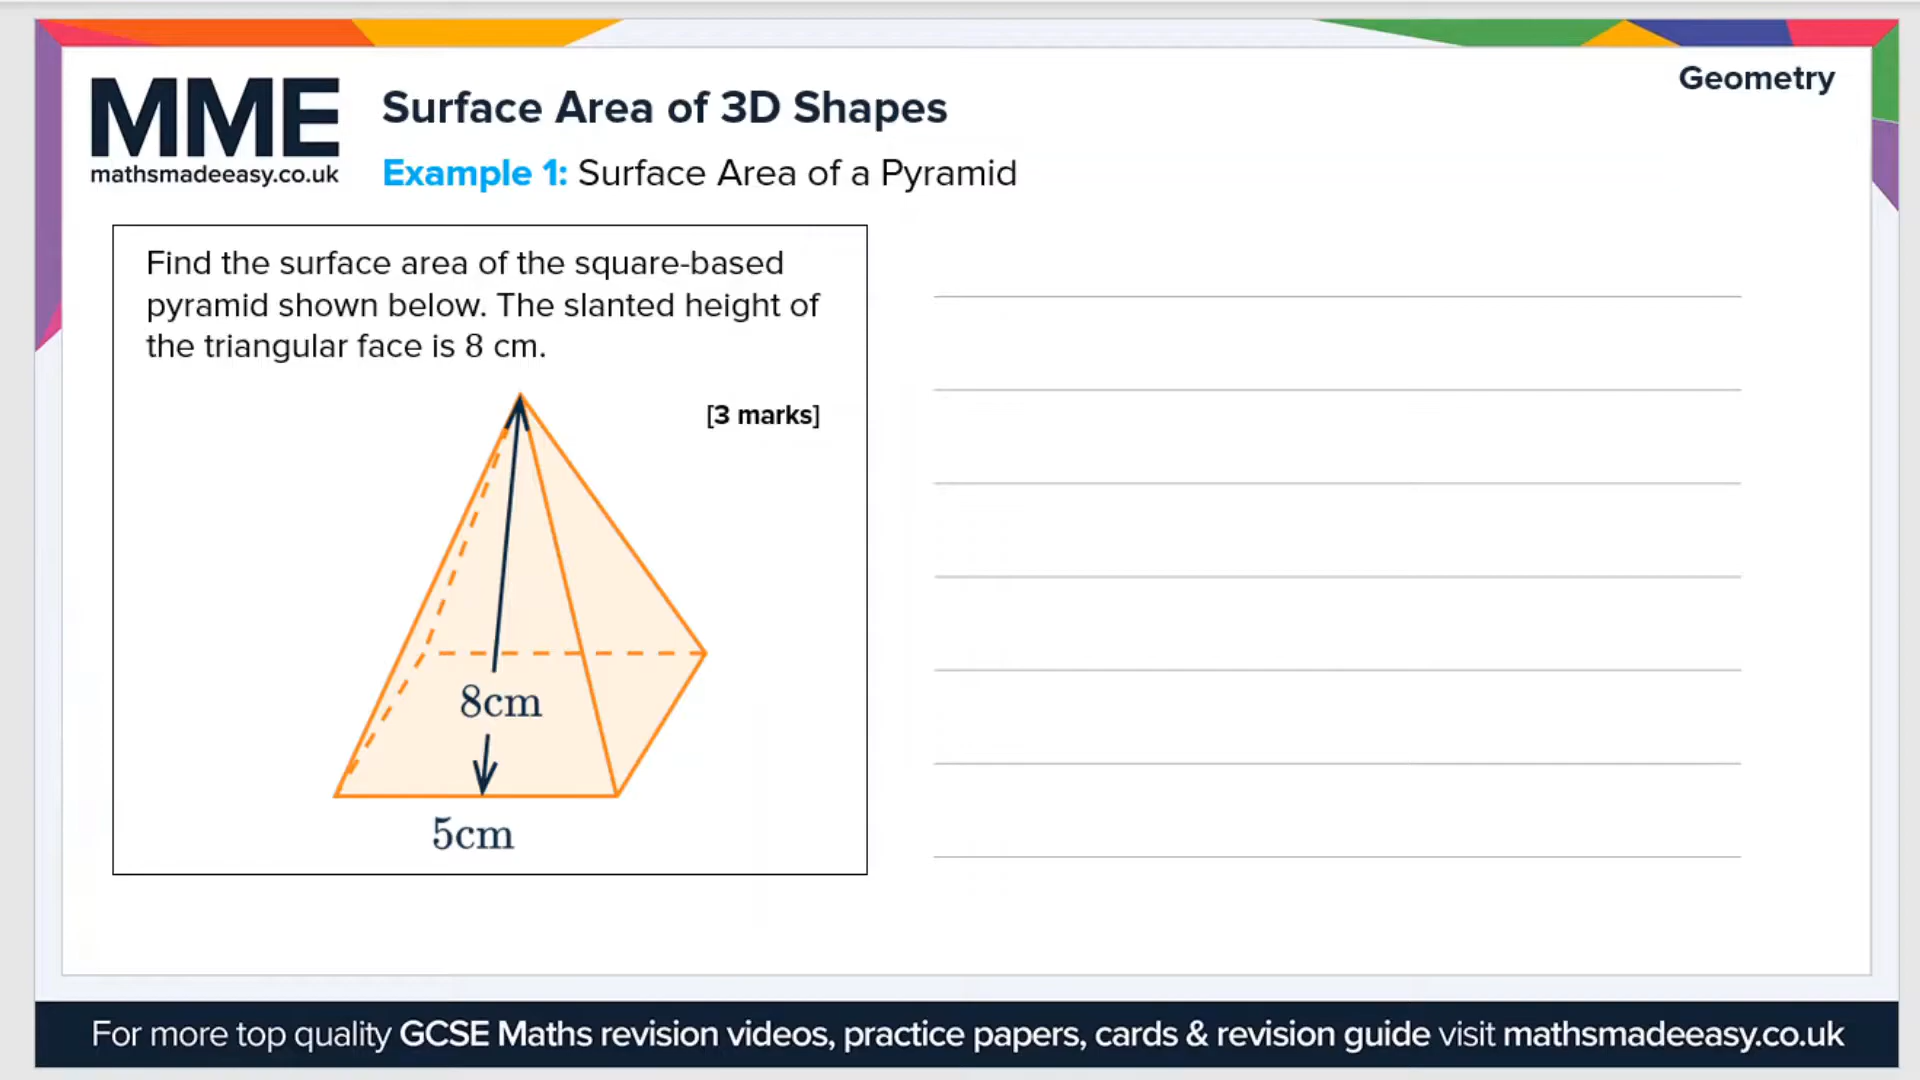 MME
mathsmadeeasy.co.uk
Surface Area of 3D Shapes
Example 1: Surface Area of a Pyramid
Geometry
Find the surface area of the square-based
pyramid shown below. The slanted height of
the triangular face is 8 cm.
[3 marks]
8cm
5cm
For more top quality GCSE Maths revision videos, practice papers, cards & revision guide visit mathsmadeeasy.co.uk